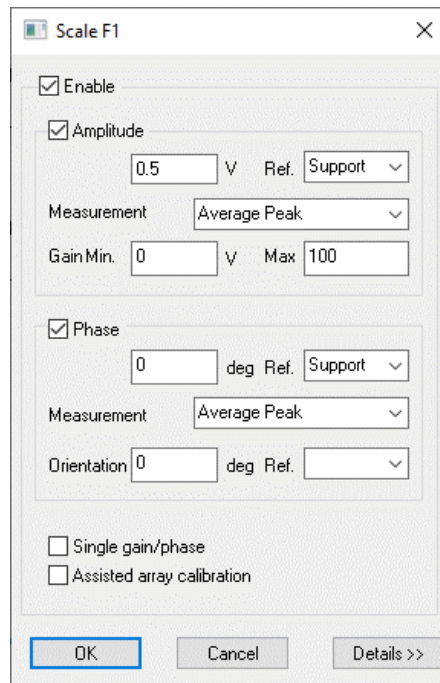 Scale F1
Enable
Amplitude
0.5 V Ref. Support
Measurement Average Peak
Gain Min. 0 V Max 100
Phase
0 deg Ref. Support
Measurement Average Peak
Orientation 0 deg Ref.
Single gain/phase
Assisted array calibration
OK Cancel Details >>